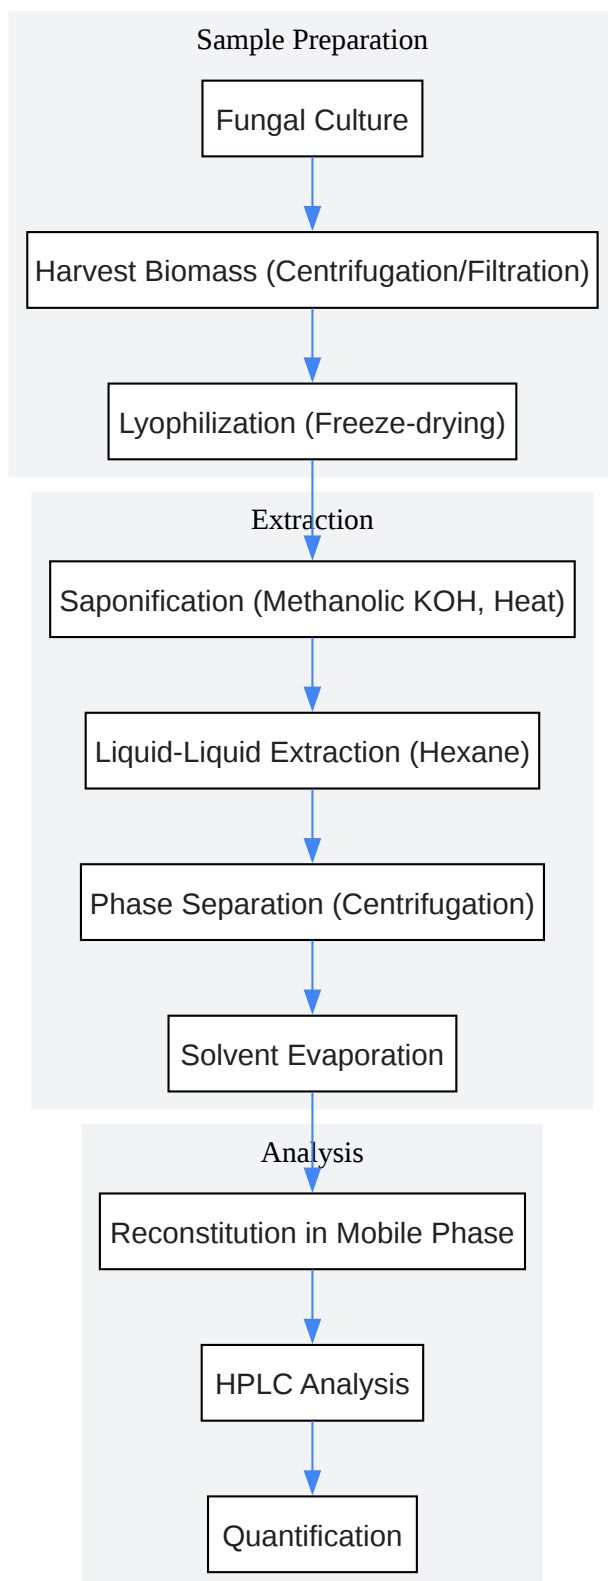 Sample Preparation
Fungal Culture
Harvest Biomass (Centrifugation/Filtration)
Lyophilization (Freeze-drying)
Extraction
Saponification (Methanolic KOH, Heat)
Liquid-Liquid Extraction (Hexane)
Phase Separation (Centrifugation)
Solvent Evaporation
Analysis
Reconstitution in Mobile Phase
HPLC Analysis
Quantification